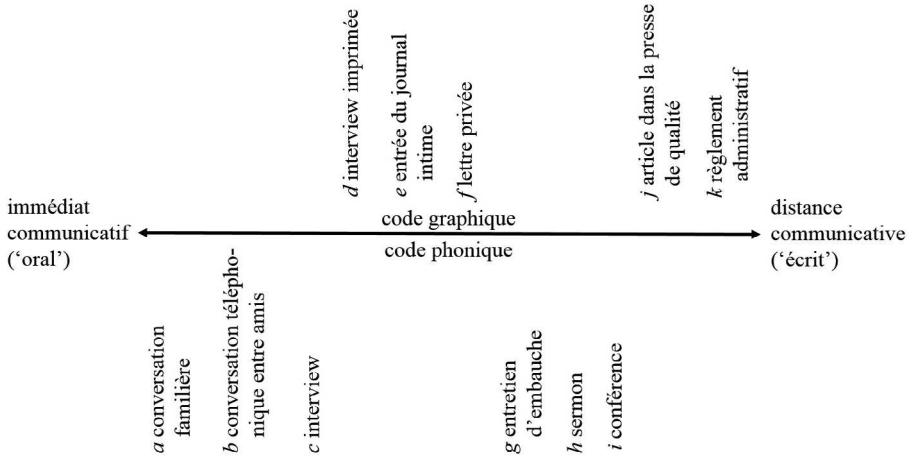 d interview imprimée
e entrée du journal
intime
f lettre privée
j article dans la presse
de qualité
k règlement
administratif
immédiat
communicatif
(‘oral’)
code graphique
code phonique
distance
communicative
(‘écrit’)
a conversation
familière
b conversation télépho-
nique entre amis
c interview
g entretien
d’embauche
h sermon
i conférence